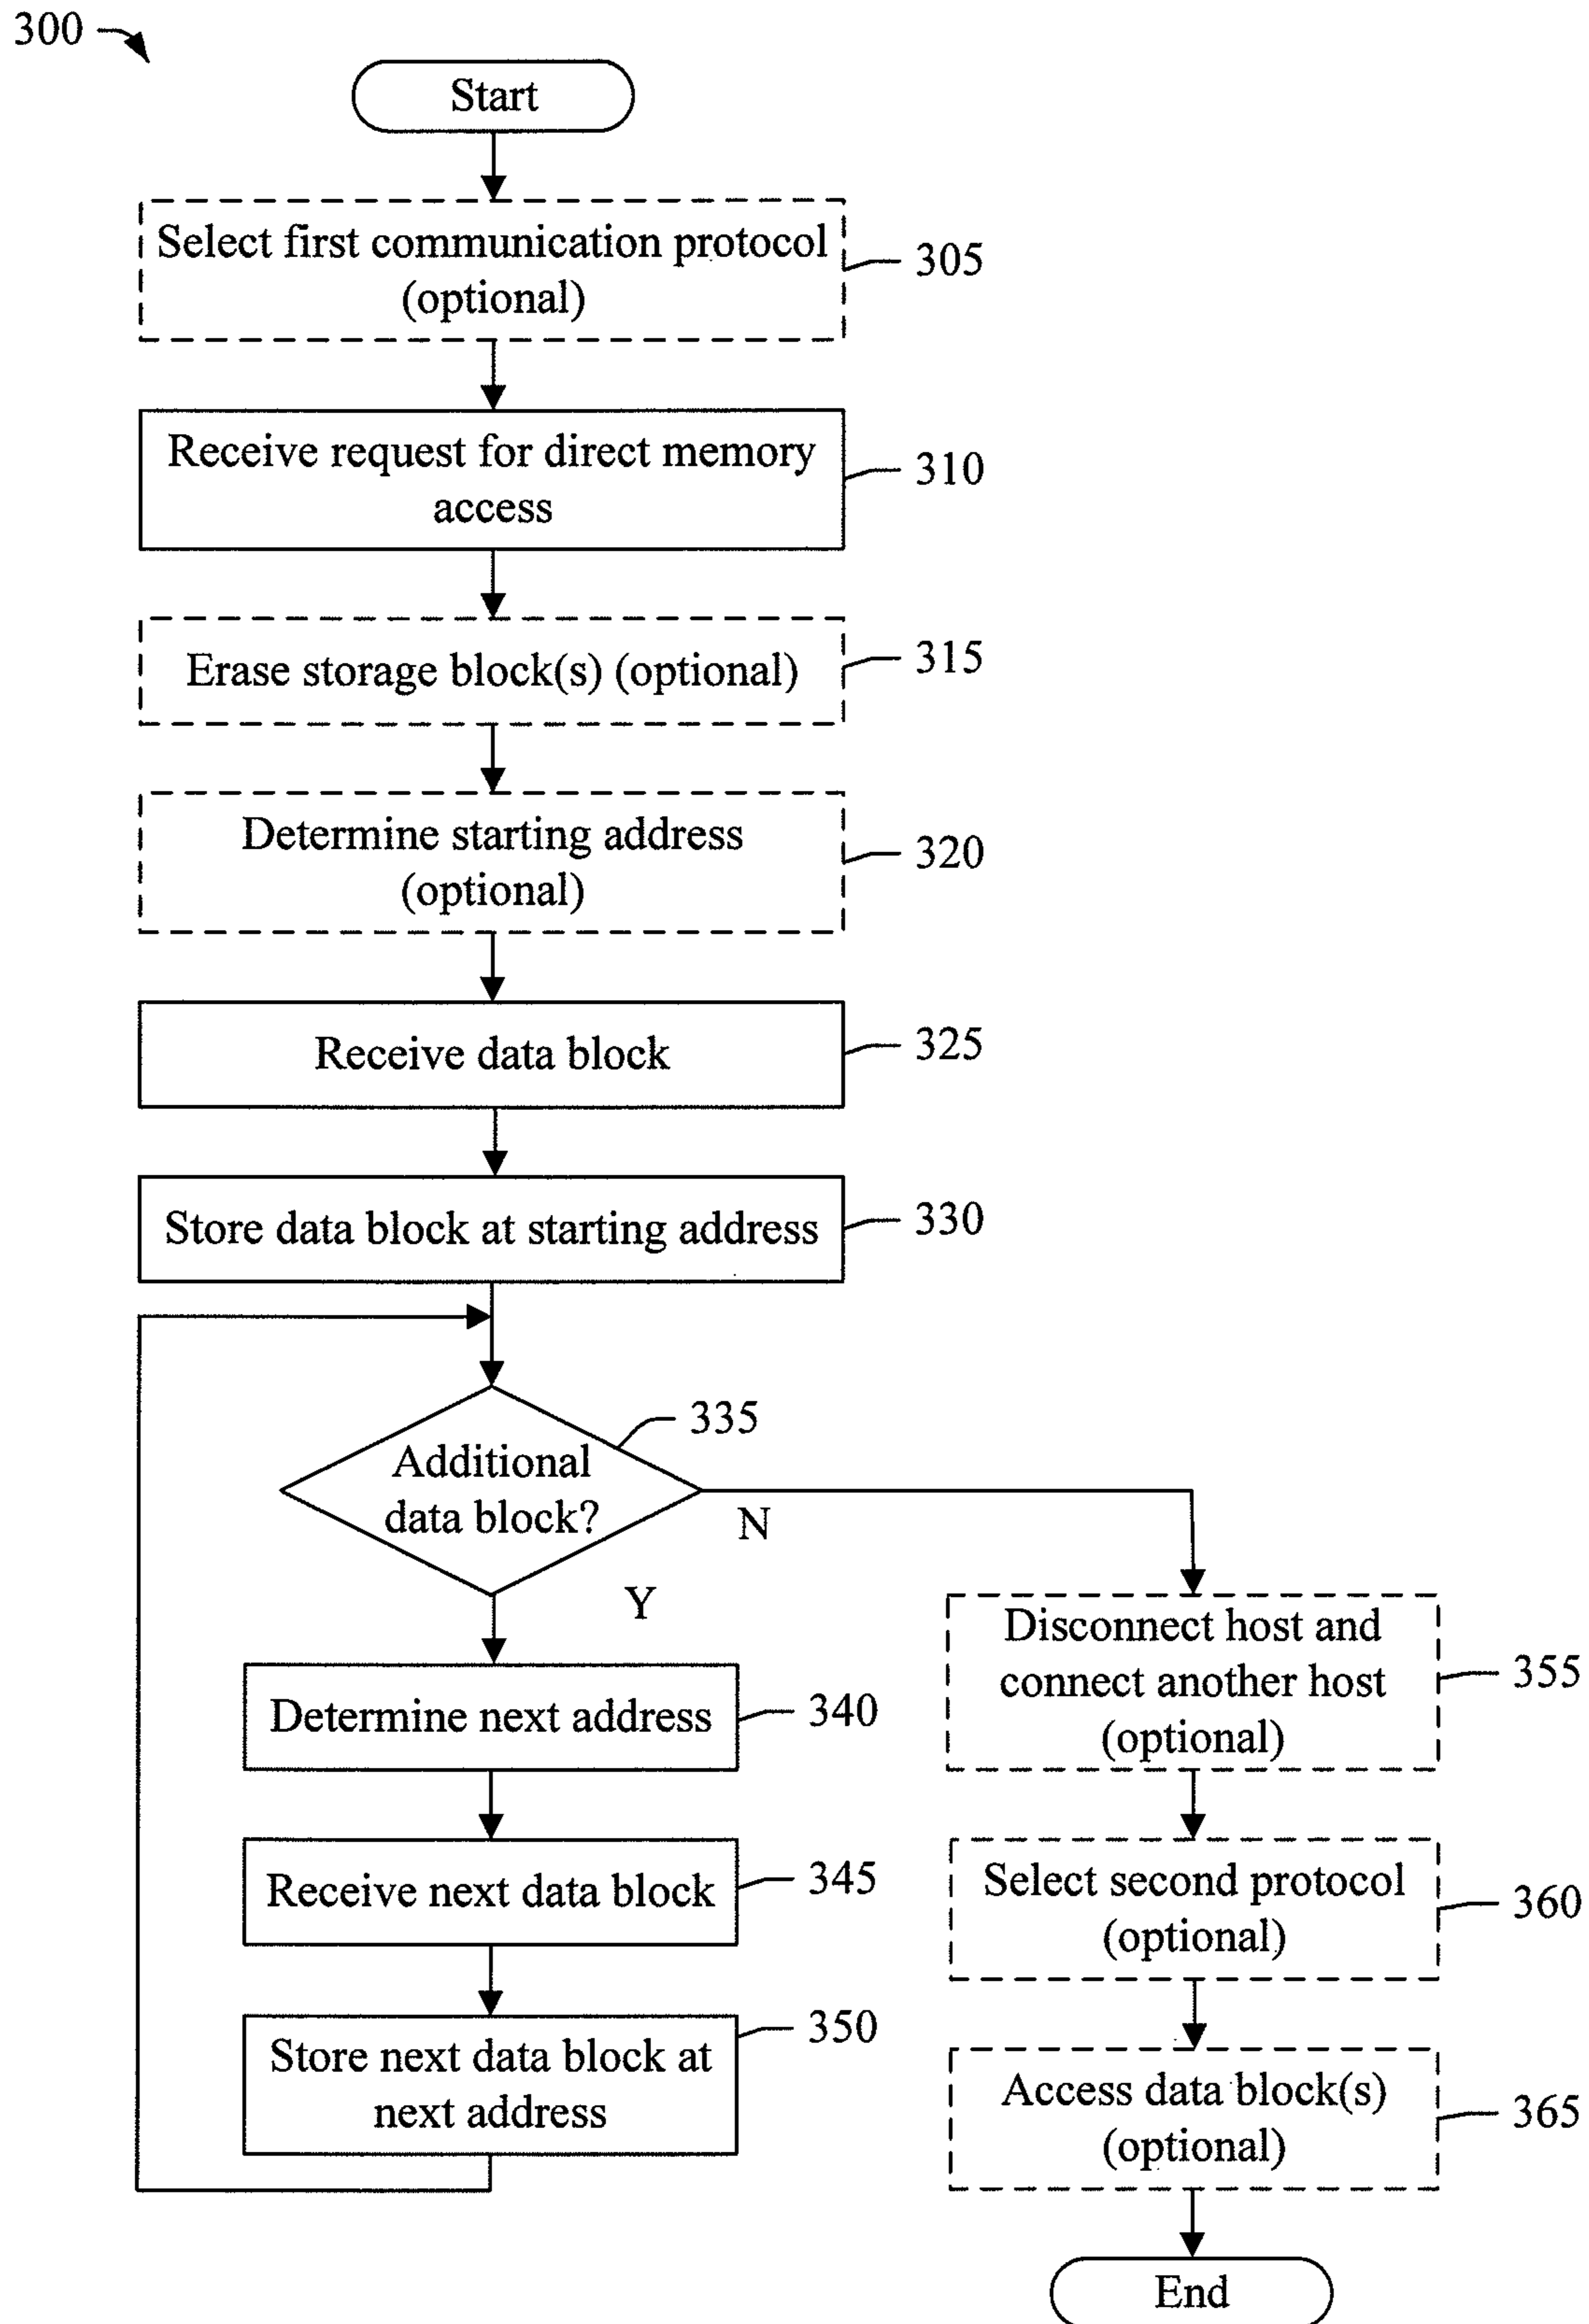 300
Start
Select first communication protocol
(optional)
305
Receive request for direct memory
access
310
Erase storage block(s) (optional)
315
Determine starting address
(optional)
320
Receive data block
325
Store data block at starting address
330
Additional
data block?
335
N
Y
Determine next address
340
Receive next data block
345
Store next data block at
next address
350
Disconnect host and
connect another host
(optional)
355
Select second protocol
(optional)
360
Access data block(s)
(optional)
365
End